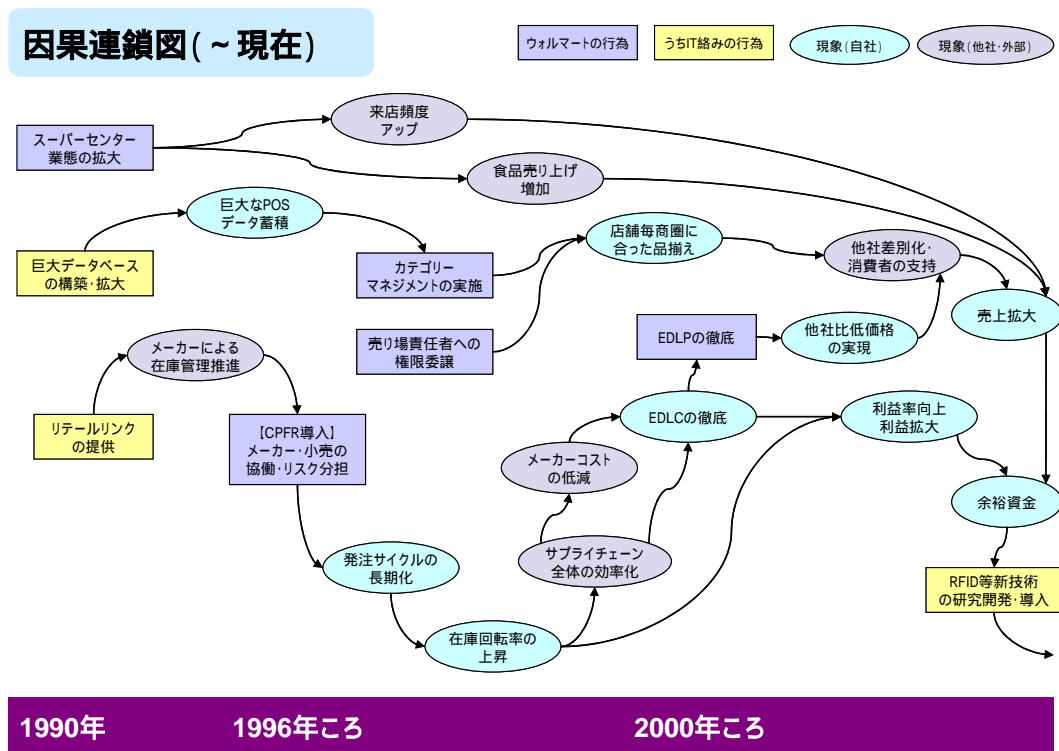 因果連鎖図(～現在)
ウォルマートの行為
うちIT絡みの行為
現象(自社)
現象(他社･外部)
来店頻度
アップ
スーパーセンター
業態の拡大
食品売り上げ
増加
巨大なPOS
データ蓄積
店舗毎商圏に
合った品揃え
他社差別化･
消費者の支持
巨大データベース
の構築･拡大
カテゴリー
マネジメントの実施
売上拡大
売り場責任者への
権限委譲
EDLPの徹底
他社比低価格
の実現
メーカーによる
在庫管理推進
リテールリンク
の提供
【CPFR導入】
メーカー･小売の
協働･リスク分担
EDLCの徹底
利益率向上
利益拡大
メーカーコスト
の低減
余裕資金
発注サイクルの
長期化
サプライチェーン
全体の効率化
RFID等新技術
の研究開発･導入
在庫回転率の
上昇
1990年
1996年ころ
2000年ころ